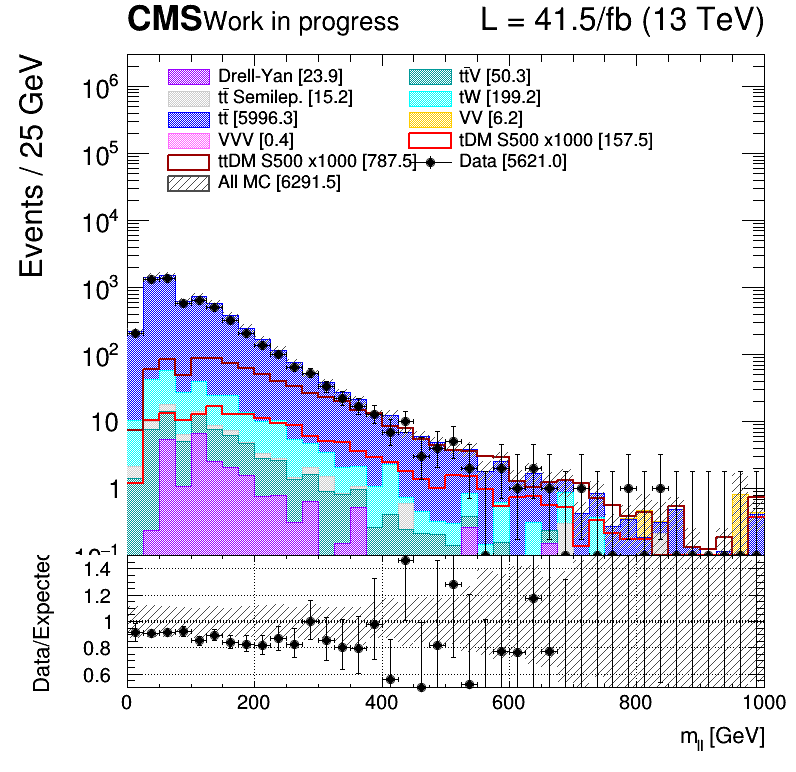 CMS Work in progress L = 41.5/fb (13 TeV)
Events / 25 GeV
Drell-Yan [23.9] tt̄V [50.3]
tt̄ Semilep. [15.2] tW [199.2]
tt̄ [5996.3] VV [6.2]
VVV [0.4] tDM S500 x1000 [157.5]
ttDM S500 x1000 [787.5] Data [5621.0]
All MC [6291.5]
10⁶
10⁵
10⁴
10³
10²
10
1
10⁻¹
Data/Expected
1.4
1.2
1
0.8
0.6
0 200 400 600 800 1000
m_ll [GeV]